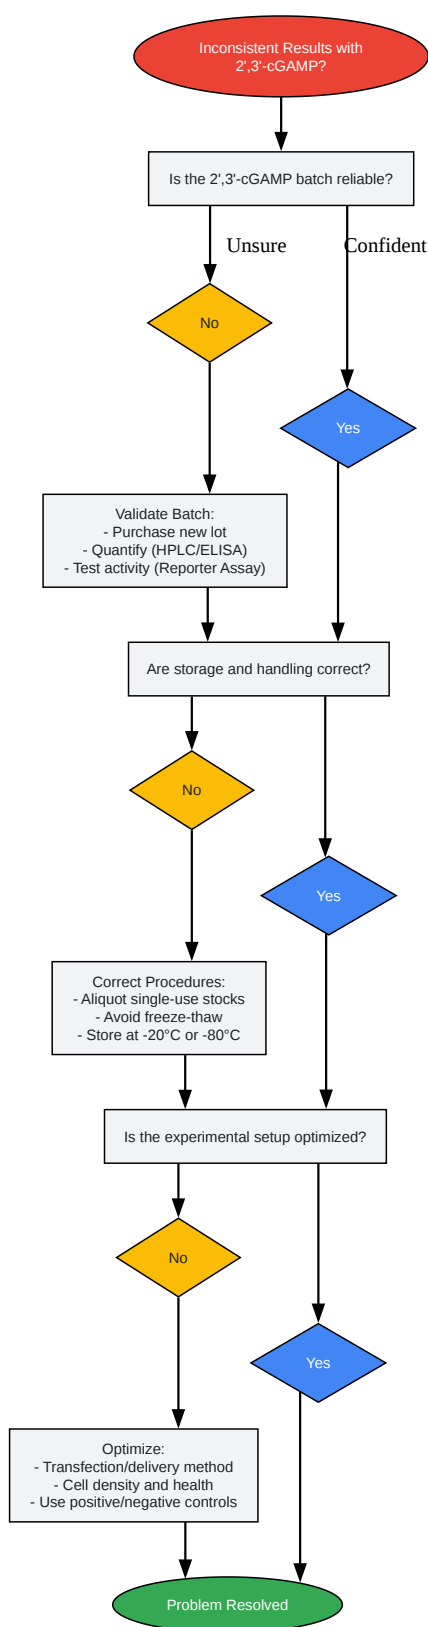 Inconsistent Results with
2',3'-cGAMP?
Is the 2',3'-cGAMP batch reliable?
Unsure
Confident
No
Yes
Validate Batch:
- Purchase new lot
- Quantify (HPLC/ELISA)
- Test activity (Reporter Assay)
Are storage and handling correct?
No
Yes
Correct Procedures:
- Aliquot single-use stocks
- Avoid freeze-thaw
- Store at -20°C or -80°C
Is the experimental setup optimized?
No
Yes
Optimize:
- Transfection/delivery method
- Cell density and health
- Use positive/negative controls
Problem Resolved